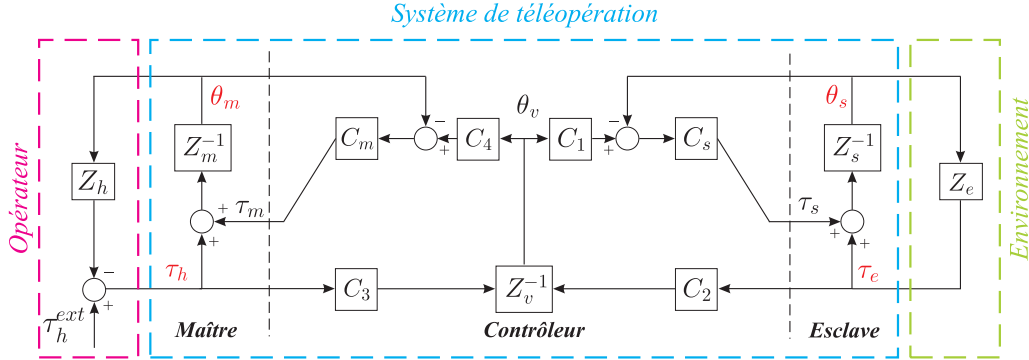 Système de téléopération
Opérateur
Environnement
θ_m
θ_v
θ_s
Z_m^{-1}
C_m
C_4
C_1
C_s
Z_s^{-1}
− + − +
Z_h
Z_e
τ_m
τ_s
+ + + +
τ_h
τ_e
− +
C_3
Z_v^{-1}
C_2
τ_h^{ext}
Maître
Contrôleur
Esclave